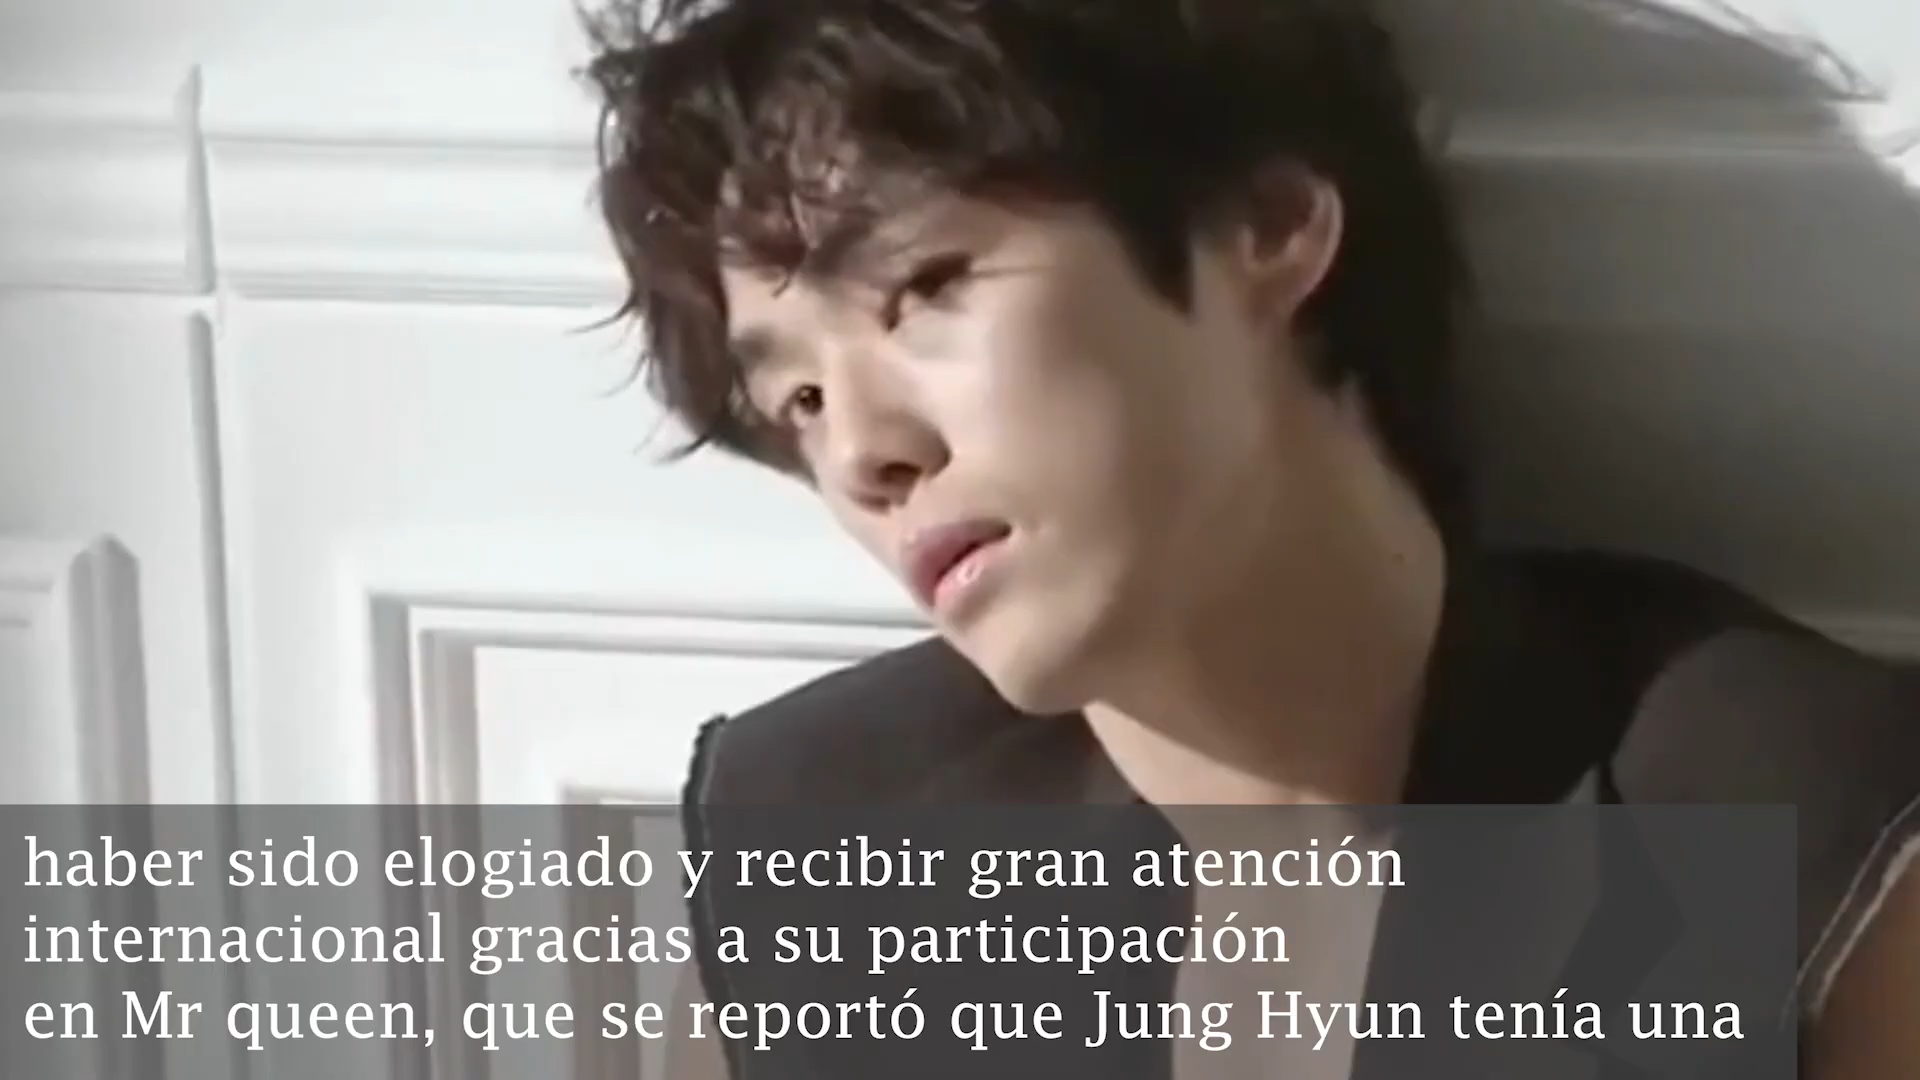 haber sido elogiado y recibir gran atención
internacional gracias a su participación
en Mr queen, que se reportó que Jung Hyun tenía una